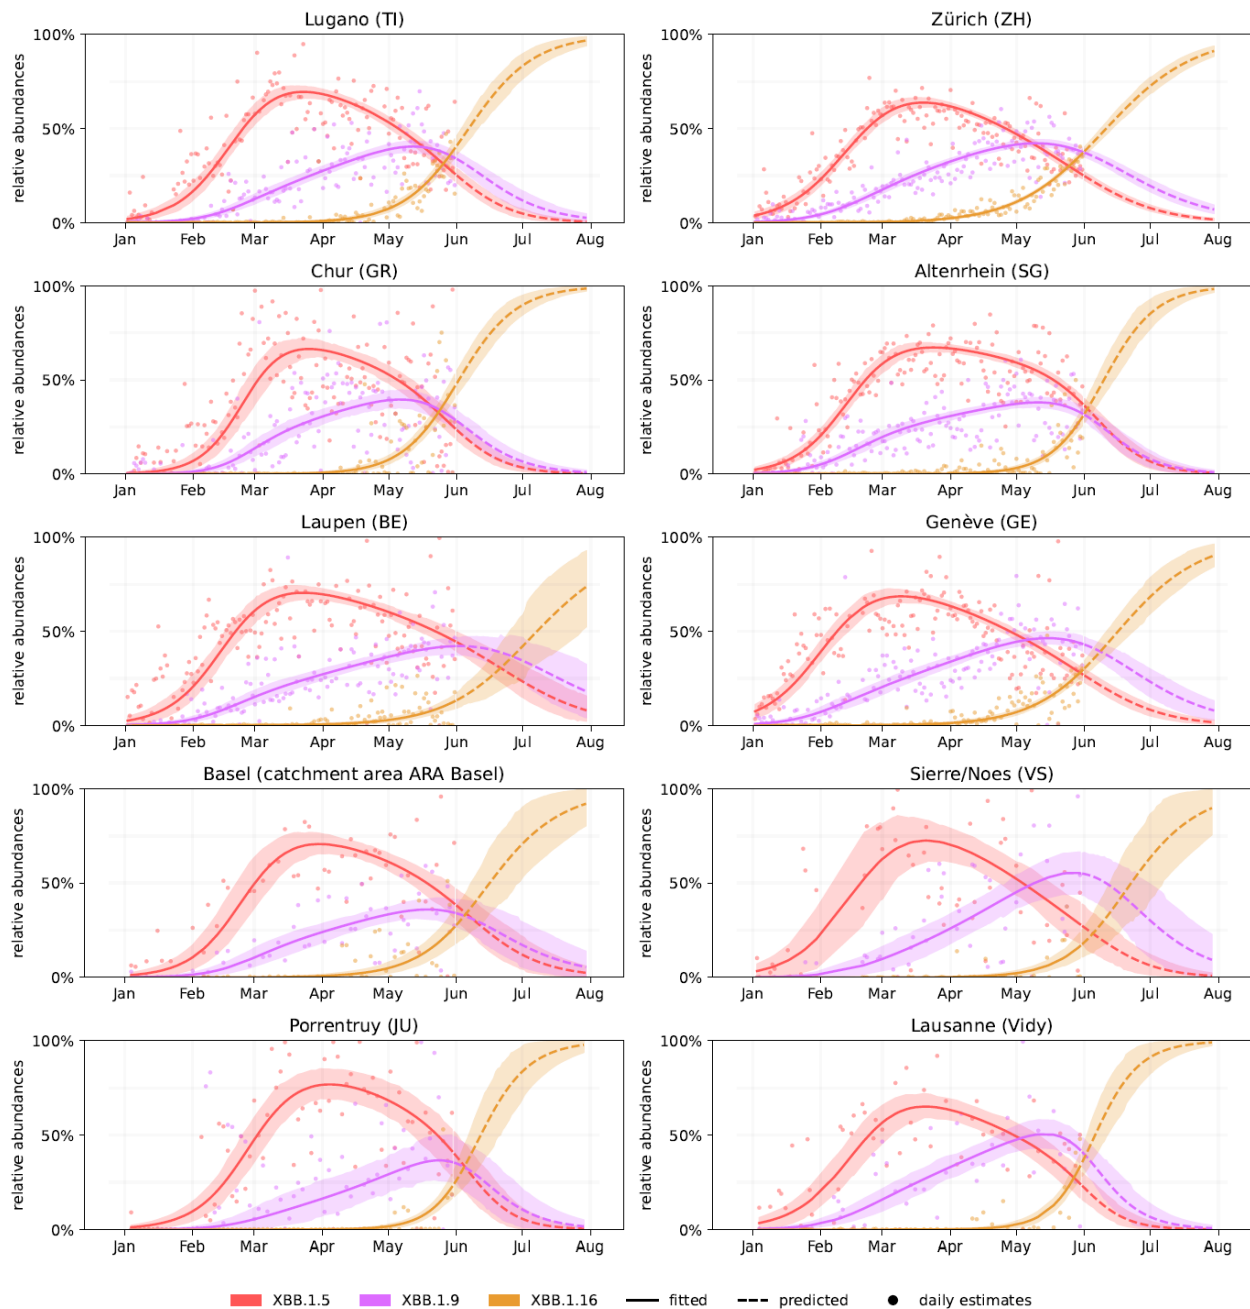 Lugano (TI)
relative abundances
100%
50%
0%
Jan Feb Mar Apr May Jun Jul Aug
Zürich (ZH)
relative abundances
100%
50%
0%
Jan Feb Mar Apr May Jun Jul Aug
Chur (GR)
relative abundances
100%
50%
0%
Jan Feb Mar Apr May Jun Jul Aug
Altenrhein (SG)
relative abundances
100%
50%
0%
Jan Feb Mar Apr May Jun Jul Aug
Laupen (BE)
relative abundances
100%
50%
0%
Jan Feb Mar Apr May Jun Jul Aug
Genève (GE)
relative abundances
100%
50%
0%
Jan Feb Mar Apr May Jun Jul Aug
Basel (catchment area ARA Basel)
relative abundances
100%
50%
0%
Jan Feb Mar Apr May Jun Jul Aug
Sierre/Noes (VS)
relative abundances
100%
50%
0%
Jan Feb Mar Apr May Jun Jul Aug
Porrentruy (JU)
relative abundances
100%
50%
0%
Jan Feb Mar Apr May Jun Jul Aug
Lausanne (Vidy)
relative abundances
100%
50%
0%
Jan Feb Mar Apr May Jun Jul Aug
XBB.1.5 XBB.1.9 XBB.1.16 fitted predicted daily estimates